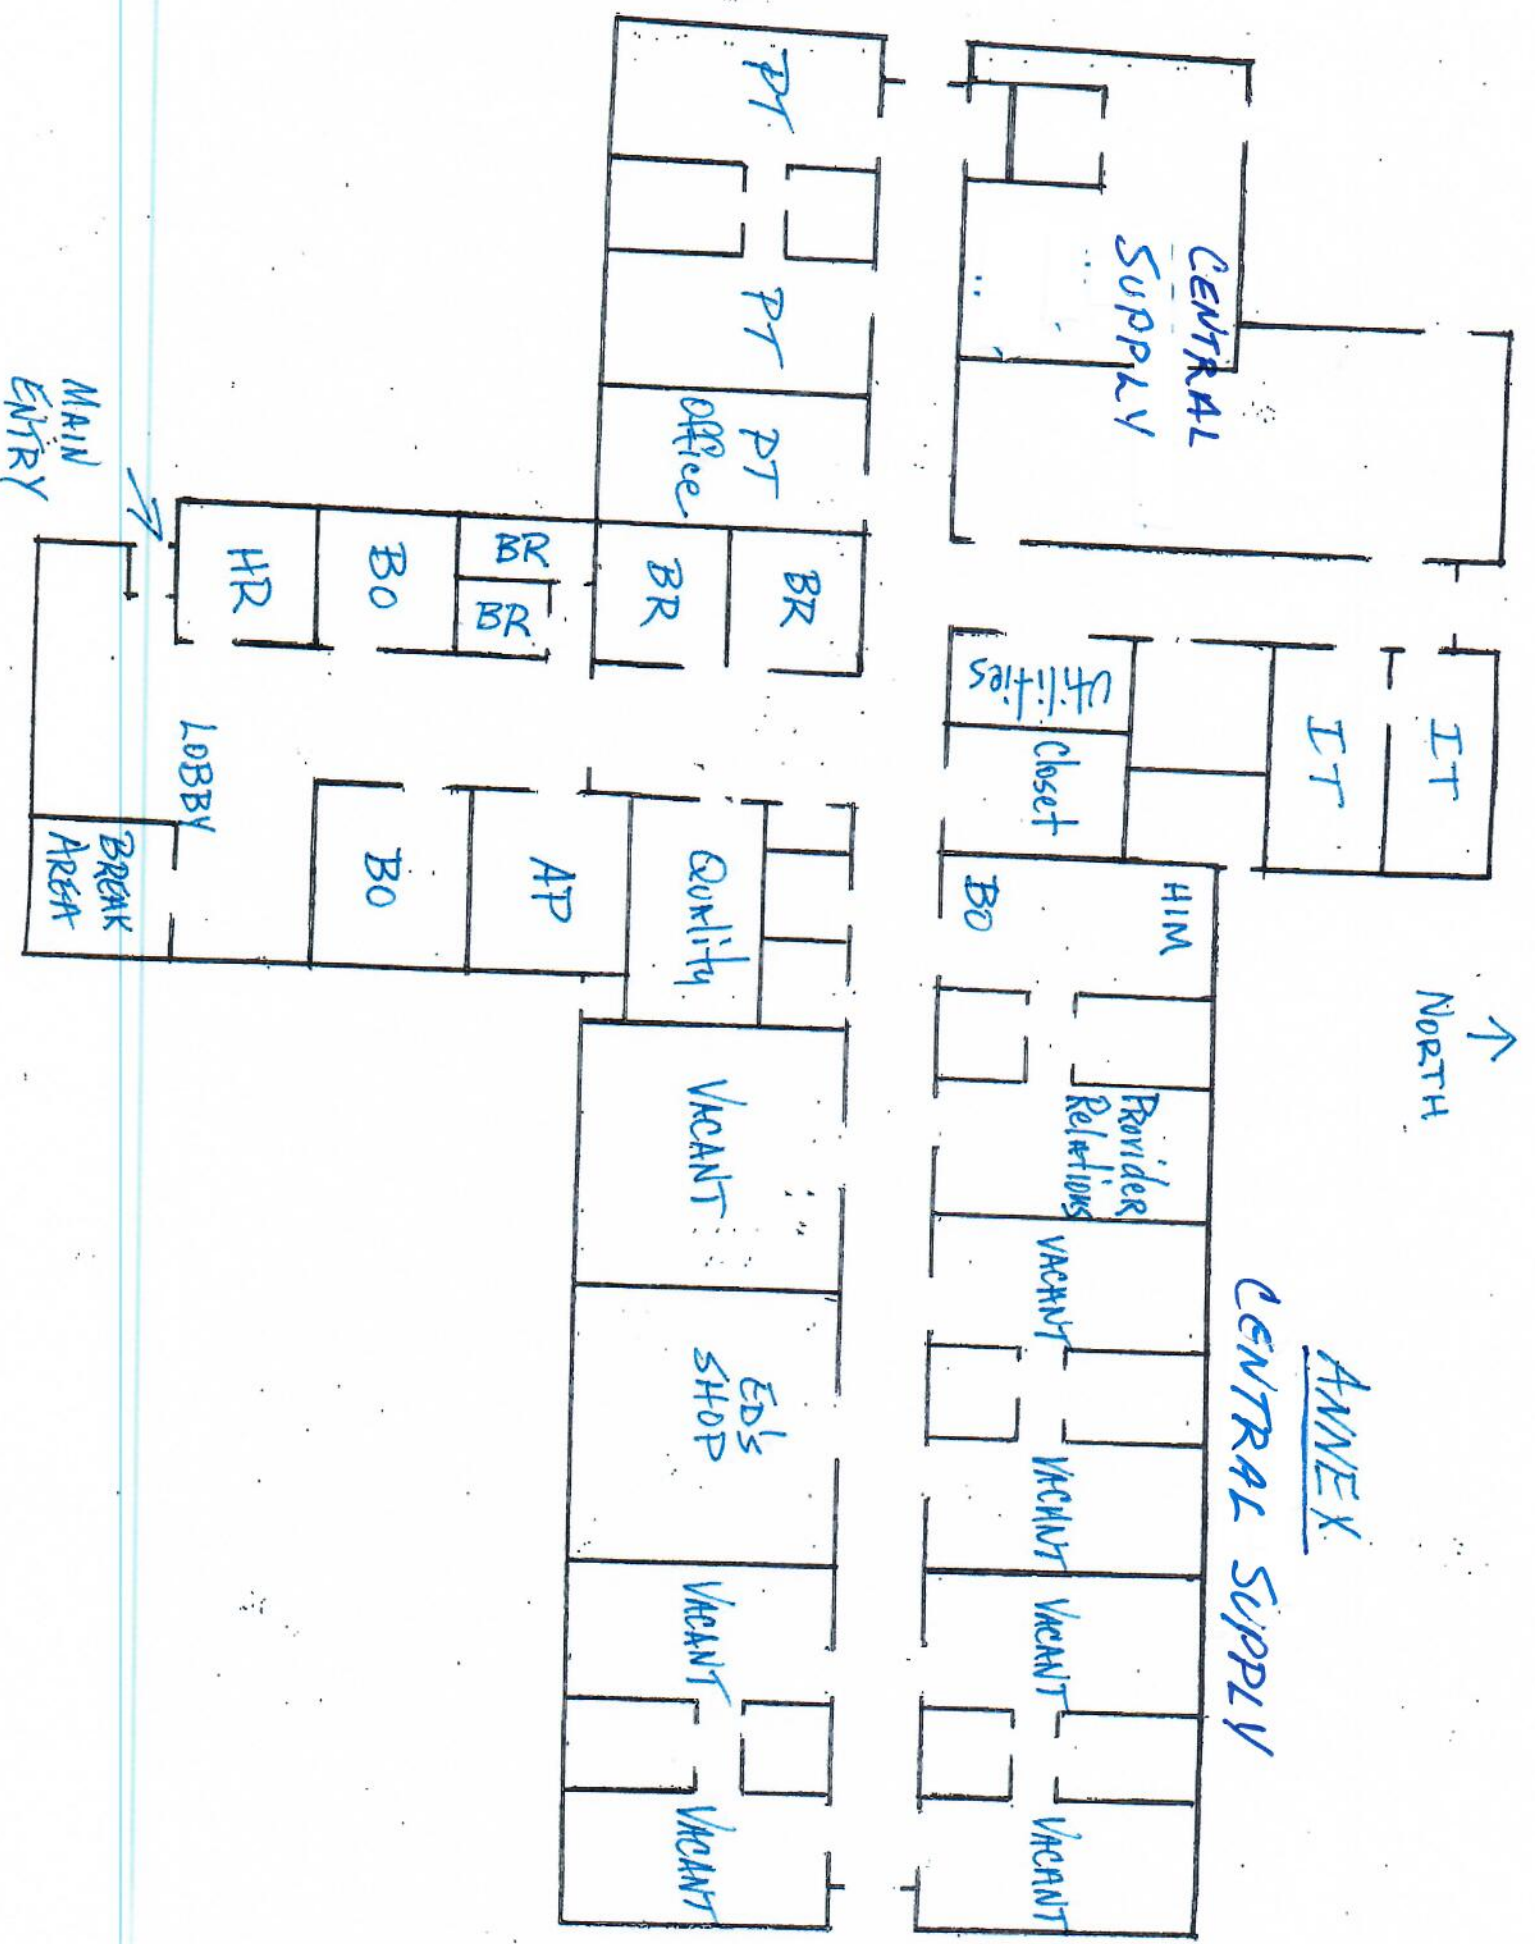 NORTH
ANNEX
CENTRAL SUPPLY
CENTRAL
SUPPLY
IT
IT
Utilities
Closet
HIM
BO
Provider
Relations
VACANT
VACANT
VACANT
VACANT
PT
PT
PT
Office
BR
BR
Quality
VACANT
ED'S
SHOP
VACANT
VACANT
BR
BR
AP
BO
BO
HR
LOBBY
BREAK
AREA
MAIN
ENTRY